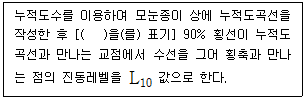 누적도수를 이용하여 모눈종이 상에 누적도곡선을
작성한 후 [(  )을(를) 표기] 90% 횡선이 누적도
곡선과 만나는 교점에서 수선을 그어 횡축과 만나
는 점의 진동레벨을 L10 값으로 한다.